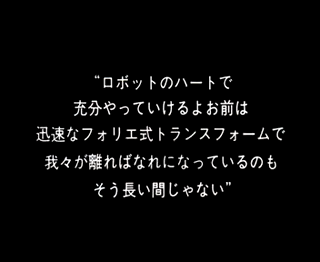 “ロボットのハートで
充分やっていけるよお前は
迅速なフォリエ式トランスフォームで
我々が離ればなれになっているのも
そう長い間じゃない”